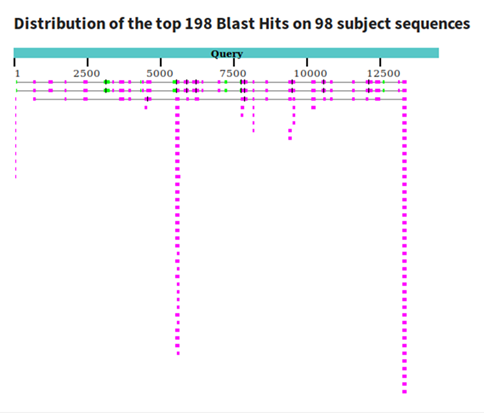 Distribution of the top 198 Blast Hits on 98 subject sequences
Query
1 2500 5000 7500 10000 12500